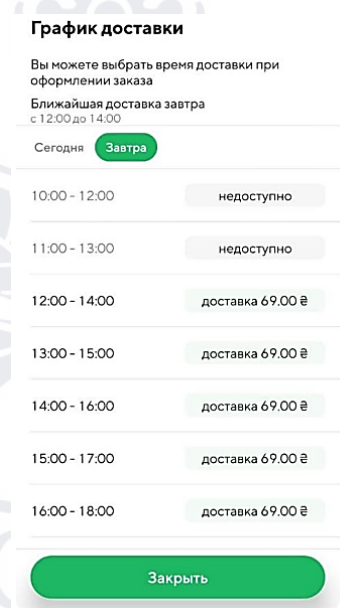 График доставки
Вы можете выбрать время доставки при
оформлении заказа
Ближайшая доставка завтра
с 12:00 до 14:00
Сегодня Завтра
10:00 - 12:00 недоступно
11:00 - 13:00 недоступно
12:00 - 14:00 доставка 69.00 ₴
13:00 - 15:00 доставка 69.00 ₴
14:00 - 16:00 доставка 69.00 ₴
15:00 - 17:00 доставка 69.00 ₴
16:00 - 18:00 доставка 69.00 ₴
Закрыть